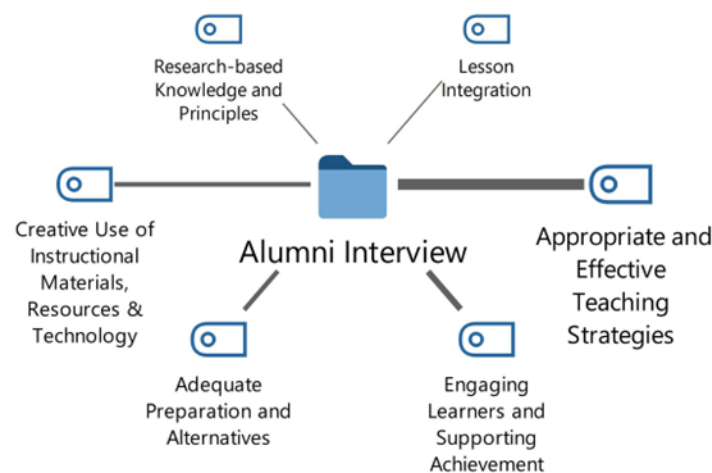 Research-based
Knowledge and
Principles
Lesson
Integration
Creative Use of
Instructional
Materials,
Resources &
Technology
Alumni Interview
Appropriate and
Effective
Teaching
Strategies
Adequate
Preparation and
Alternatives
Engaging
Learners and
Supporting
Achievement